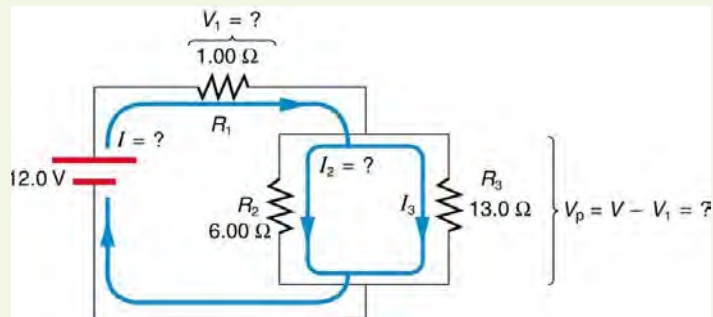 V₁ = ?
1.00 Ω
R₁
I = ?
12.0 V
I₂ = ?
R₂
6.00 Ω
I₃
R₃
13.0 Ω
Vₚ = V − V₁ = ?